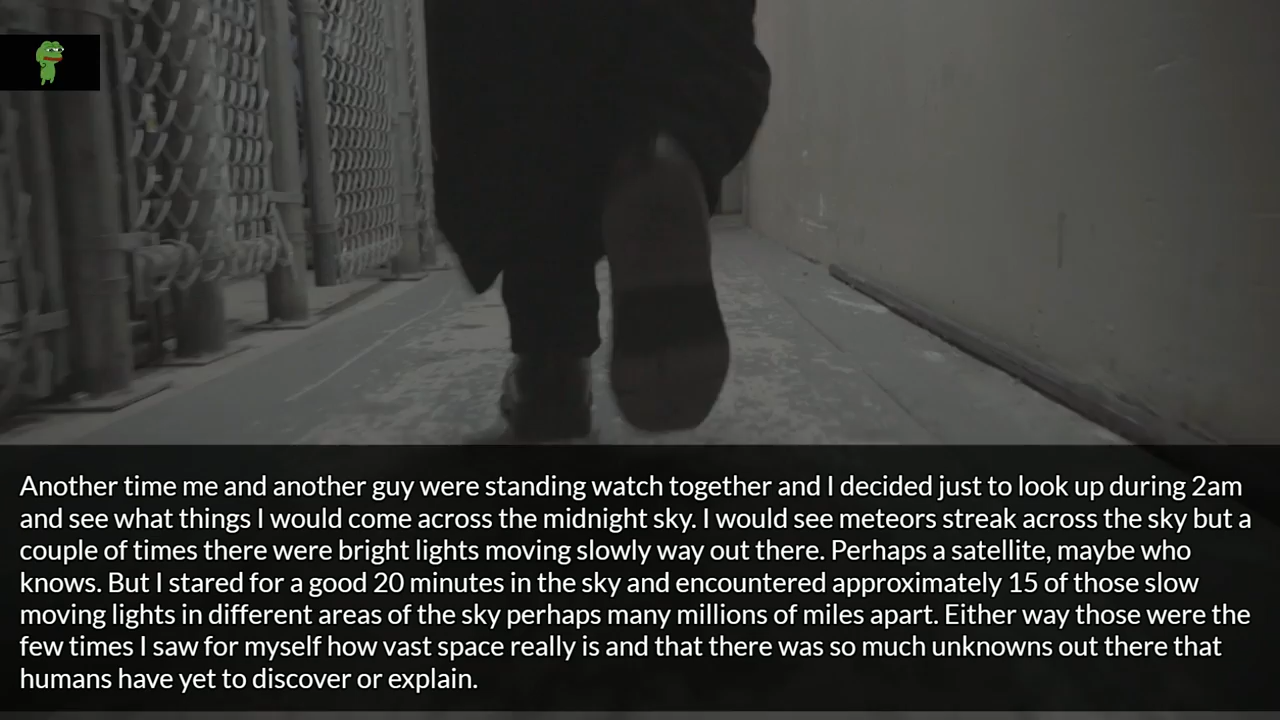 Another time me and another guy were standing watch together and I decided just to look up during 2am
and see what things I would come across the midnight sky. I would see meteors streak across the sky but a
couple of times there were bright lights moving slowly way out there. Perhaps a satellite, maybe who
knows. But I stared for a good 20 minutes in the sky and encountered approximately 15 of those slow
moving lights in different areas of the sky perhaps many millions of miles apart. Either way those were the
few times I saw for myself how vast space really is and that there was so much unknowns out there that
humans have yet to discover or explain.